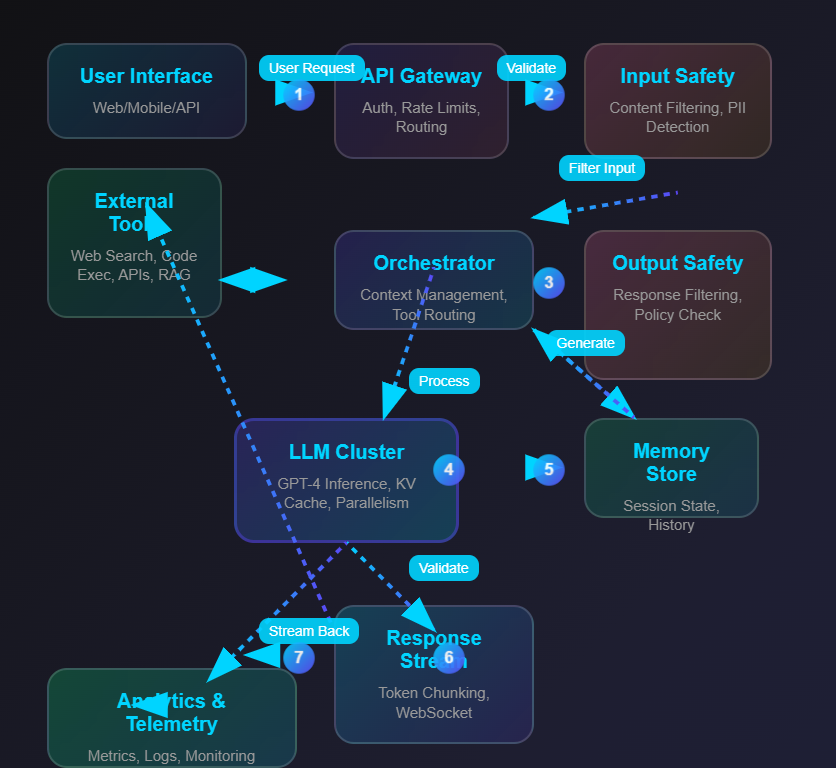 User Interface
Web/Mobile/API
User Request
1
API Gateway
Auth, Rate Limits,
Routing
Validate
2
Input Safety
Content Filtering, PII
Detection
Filter Input
External
Tools
Web Search, Code
Exec, APIs, RAG
Orchestrator
Context Management,
Tool Routing
3
Output Safety
Response Filtering,
Policy Check
Generate
Process
LLM Cluster
GPT-4 Inference, KV
Cache, Parallelism
4
5
Memory
Store
Session State,
History
Validate
Stream Back
7
Response
Stream
6
Token Chunking,
WebSocket
Analytics &
Telemetry
Metrics, Logs, Monitoring